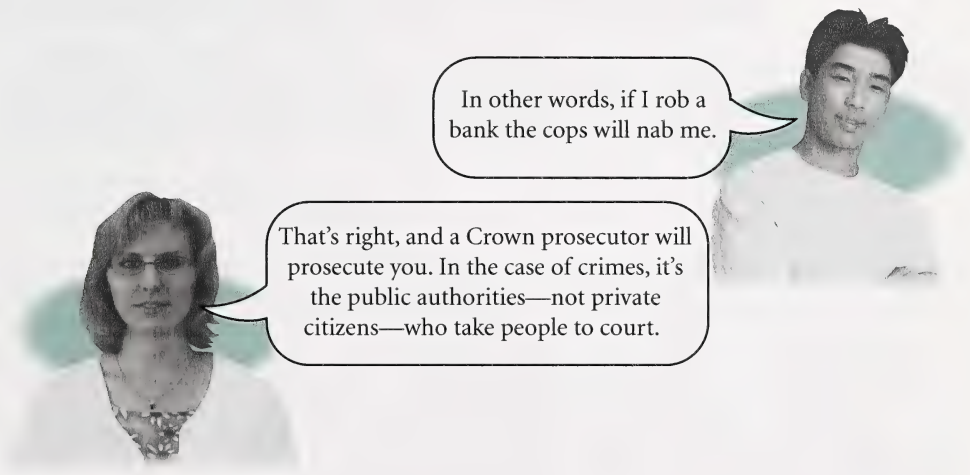 In other words, if I rob a
bank the cops will nab me.
That's right, and a Crown prosecutor will
prosecute you. In the case of crimes, it's
the public authorities—not private
citizens—who take people to court.